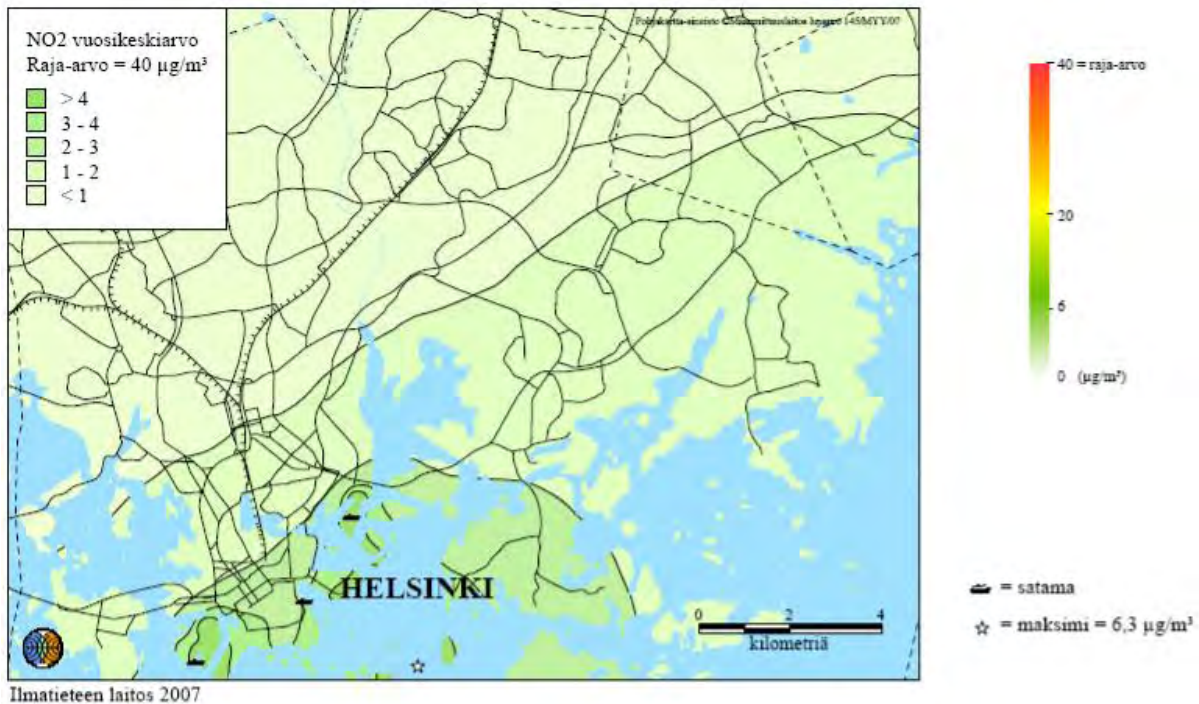 NO2 vuosikeskiarvo
Raja-arvo = 40 µg/m³
> 4
3 - 4
2 - 3
1 - 2
< 1
40 = raja-arvo
20
6
0 (µg/m³)
HELSINKI
0 2 4
kilometriä
= satama
= maksimi = 6,3 µg/m³
Ilmatieteen laitos 2007